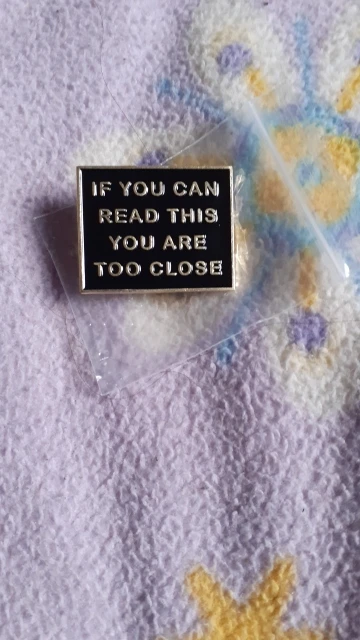 IF YOU CAN
READ THIS
YOU ARE
TOO CLOSE